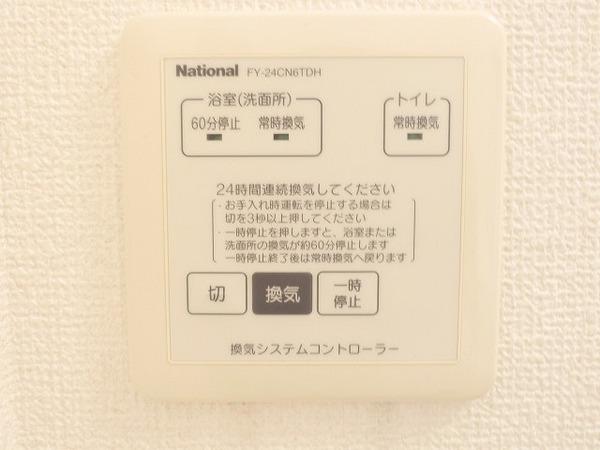 National FY-24CN6TDH
浴室(洗面所)
60分停止 常時換気
トイレ
常時換気
24時間連続換気してください
・お手入れ時運転を停止する場合は
切を3秒以上押してください
・一時停止を押しますと、浴室または
洗面所の換気が約60分停止します
一時停止終了後は常時換気へ戻ります
切
換気
一時
停止
換気システムコントローラー